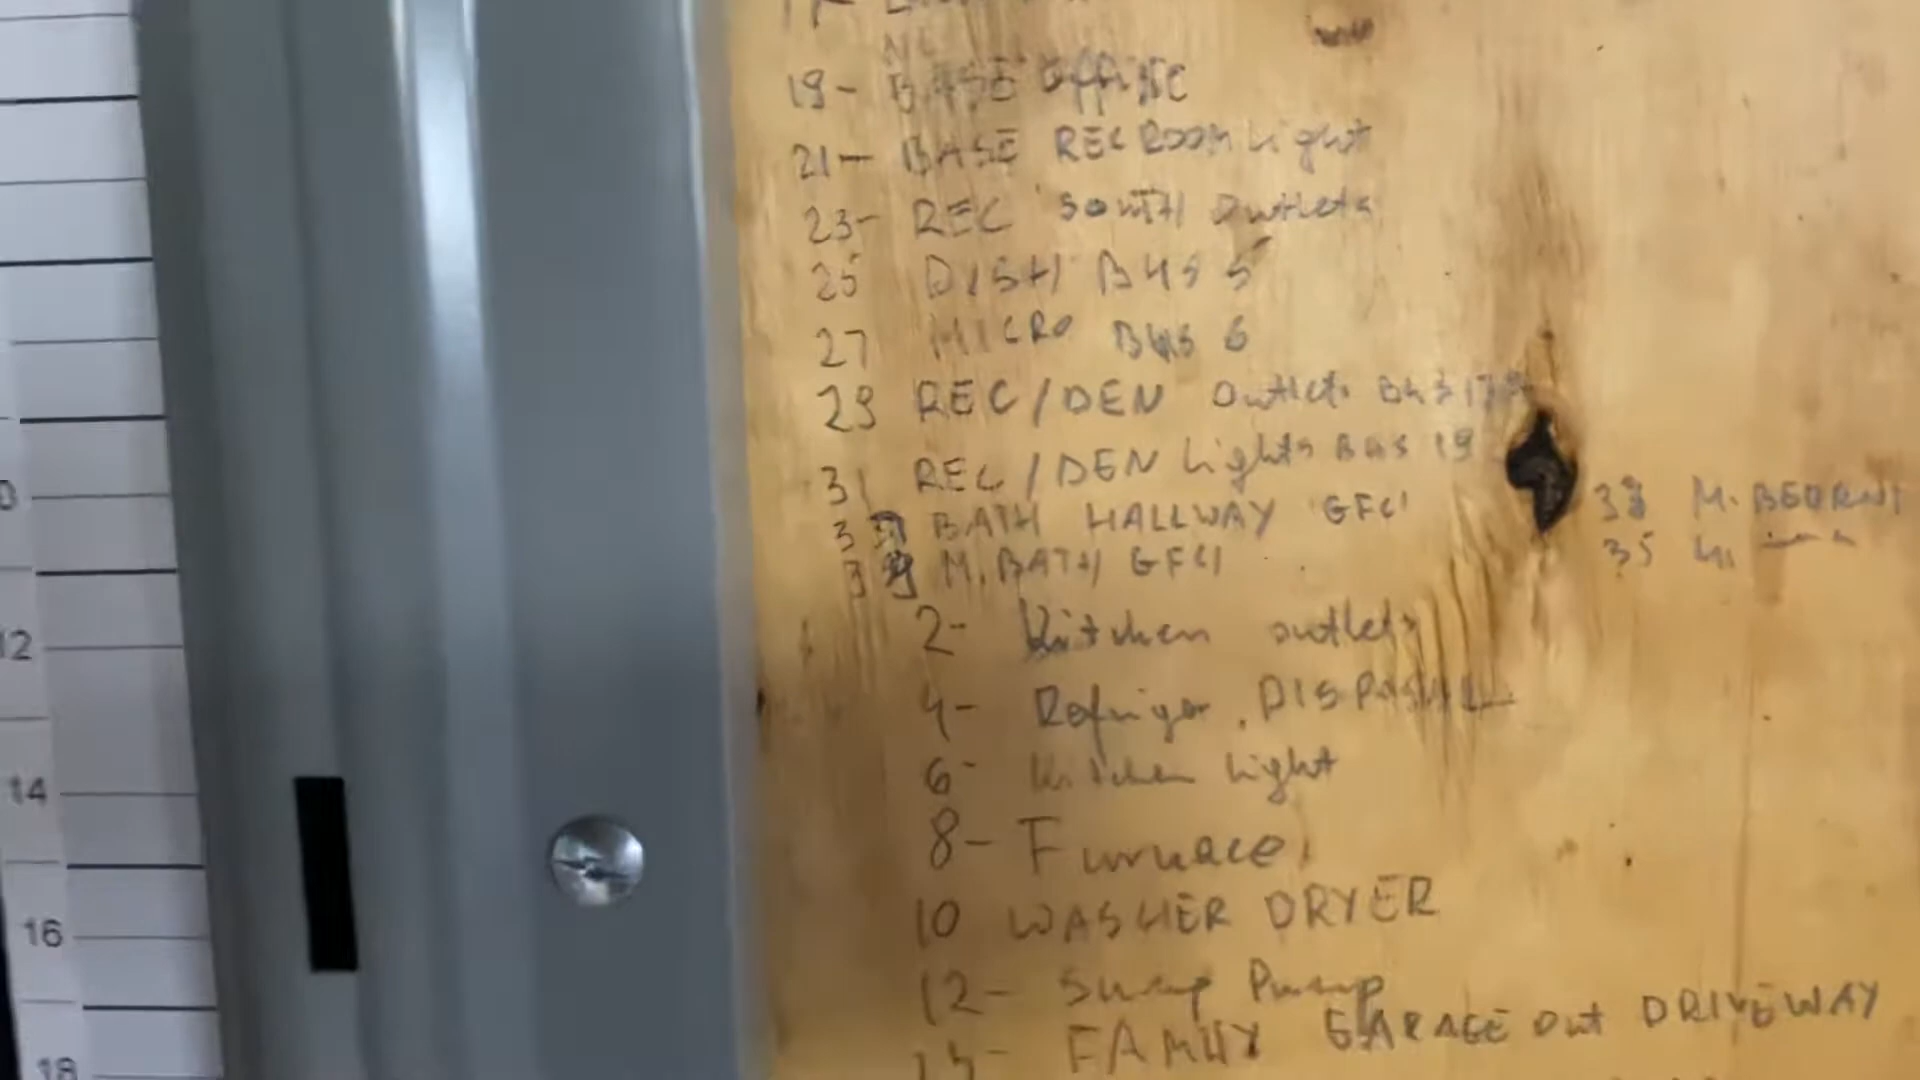 19- BASE Office
21- BASE REC ROOM Light
23- REC SOUTH Outlets
25 DISH BUS 5
27 MICRO BUS 6
29 REC/DEN Outlets
31 REC/DEN Lights BUS 19
BATH HALLWAY GFCI
M. BATH GFCI
35
2- Kitchen outlets
4- Refriger. DISPOSAL
6- Kitchen Light
8- Furnace
10 WASHER DRYER
12- Sump Pump
FAMILY GARAGE Out DRIVEWAY
12
14
16
18